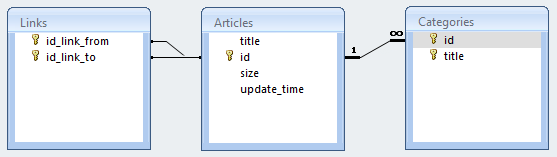 Links
id_link_from
id_link_to
Articles
title
id
size
update_time
1
∞
Categories
id
title